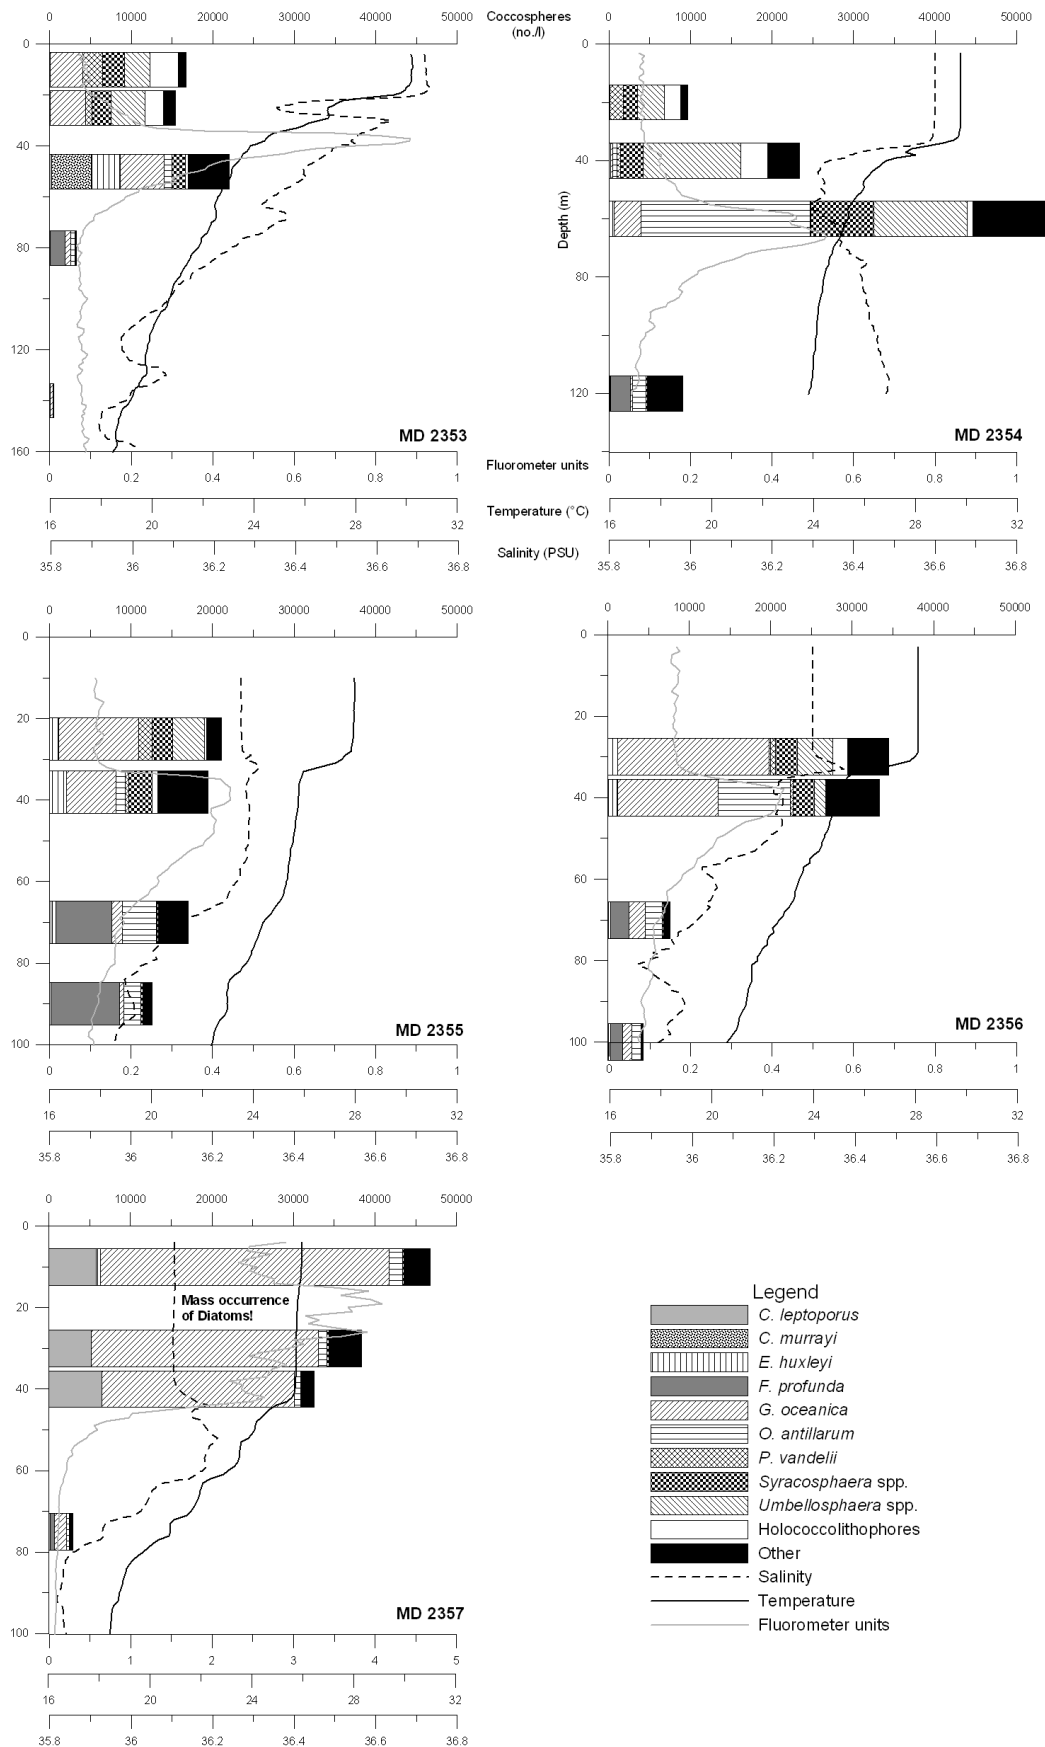 0 10000 20000 30000 40000 50000
Coccospheres
(no./l)
0 10000 20000 30000 40000 50000
0
40
80
120
160
MD 2353
0
40
80
120
Depth (m)
MD 2354
0 0.2 0.4 0.6 0.8 1
Fluorometer units
0 0.2 0.4 0.6 0.8 1
16 20 24 28 32
Temperature (°C)
16 20 24 28 32
35.8 36 36.2 36.4 36.6 36.8
Salinity (PSU)
35.8 36 36.2 36.4 36.6 36.8
0 10000 20000 30000 40000 50000
0
20
40
60
80
100
MD 2355
0 0.2 0.4 0.6 0.8 1
16 20 24 28 32
35.8 36 36.2 36.4 36.6 36.8
0 10000 20000 30000 40000 50000
0
20
40
60
80
100
MD 2356
0 0.2 0.4 0.6 0.8 1
16 20 24 28 32
35.8 36 36.2 36.4 36.6 36.8
0 10000 20000 30000 40000 50000
0
20
40
60
80
100
Mass occurrence
of Diatoms!
MD 2357
0 1 2 3 4 5
16 20 24 28 32
35.8 36 36.2 36.4 36.6 36.8
Legend
C. leptoporus
C. murrayi
E. huxleyi
F. profunda
G. oceanica
O. antillarum
P. vandelii
Syracosphaera spp.
Umbellosphaera spp.
Holococcolithophores
Other
Salinity
Temperature
Fluorometer units